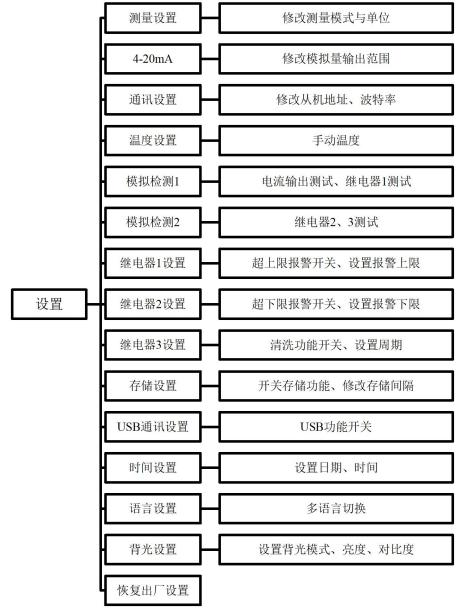 测量设置
修改测量模式与单位
4-20mA
修改模拟量输出范围
通讯设置
修改从机地址、波特率
温度设置
手动温度
模拟检测1
电流输出测试、继电器1测试
模拟检测2
继电器2、3测试
继电器1设置
超上限报警开关、设置报警上限
设置
继电器2设置
超下限报警开关、设置报警下限
继电器3设置
清洗功能开关、设置周期
存储设置
开关存储功能、修改存储间隔
USB通讯设置
USB功能开关
时间设置
设置日期、时间
语言设置
多语言切换
背光设置
设置背光模式、亮度、对比度
恢复出厂设置